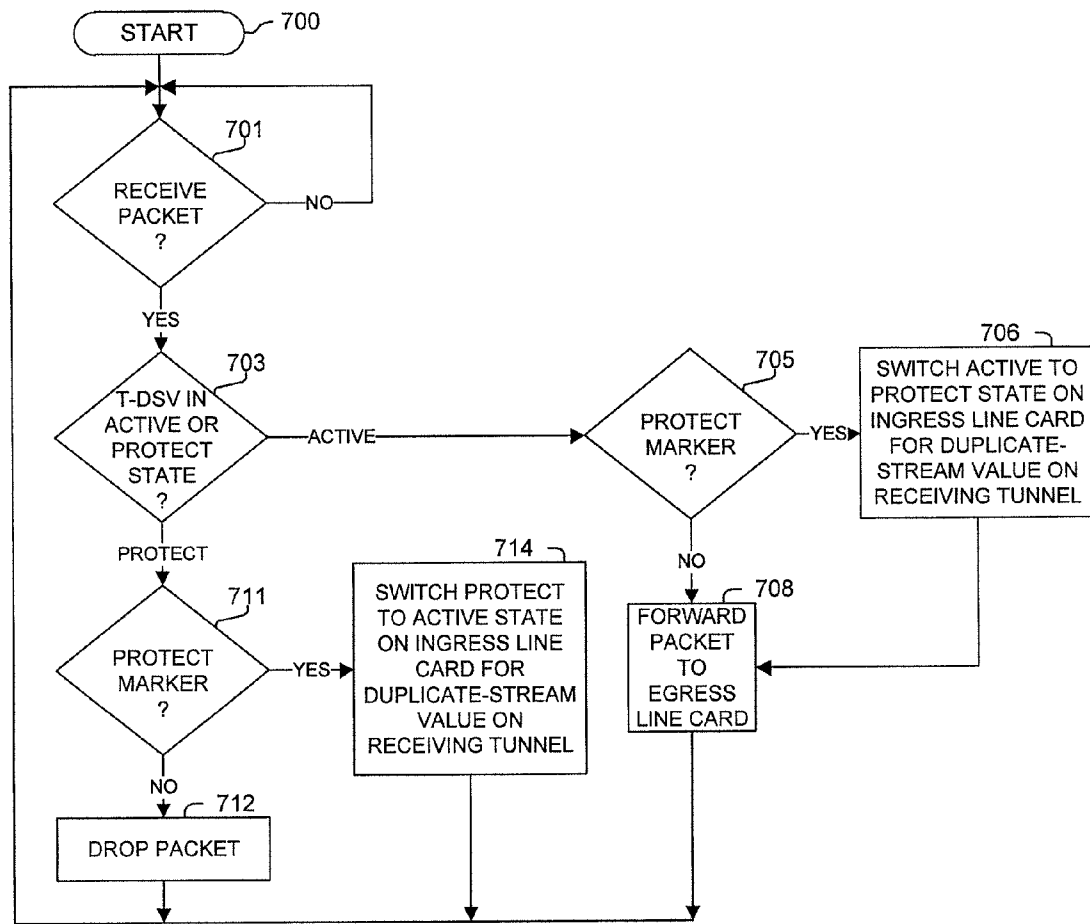 START
700
701
RECEIVE
PACKET
?
NO
YES
703
T-DSV IN
ACTIVE OR
PROTECT
STATE
?
ACTIVE
705
PROTECT
MARKER
?
YES
706
SWITCH ACTIVE TO
PROTECT STATE ON
INGRESS LINE CARD
FOR DUPLICATE-
STREAM VALUE ON
RECEIVING TUNNEL
NO
708
FORWARD
PACKET
TO
EGRESS
LINE CARD
PROTECT
711
PROTECT
MARKER
?
YES
714
SWITCH PROTECT
TO ACTIVE STATE
ON INGRESS LINE
CARD FOR
DUPLICATE-STREAM
VALUE ON
RECEIVING TUNNEL
NO
712
DROP PACKET